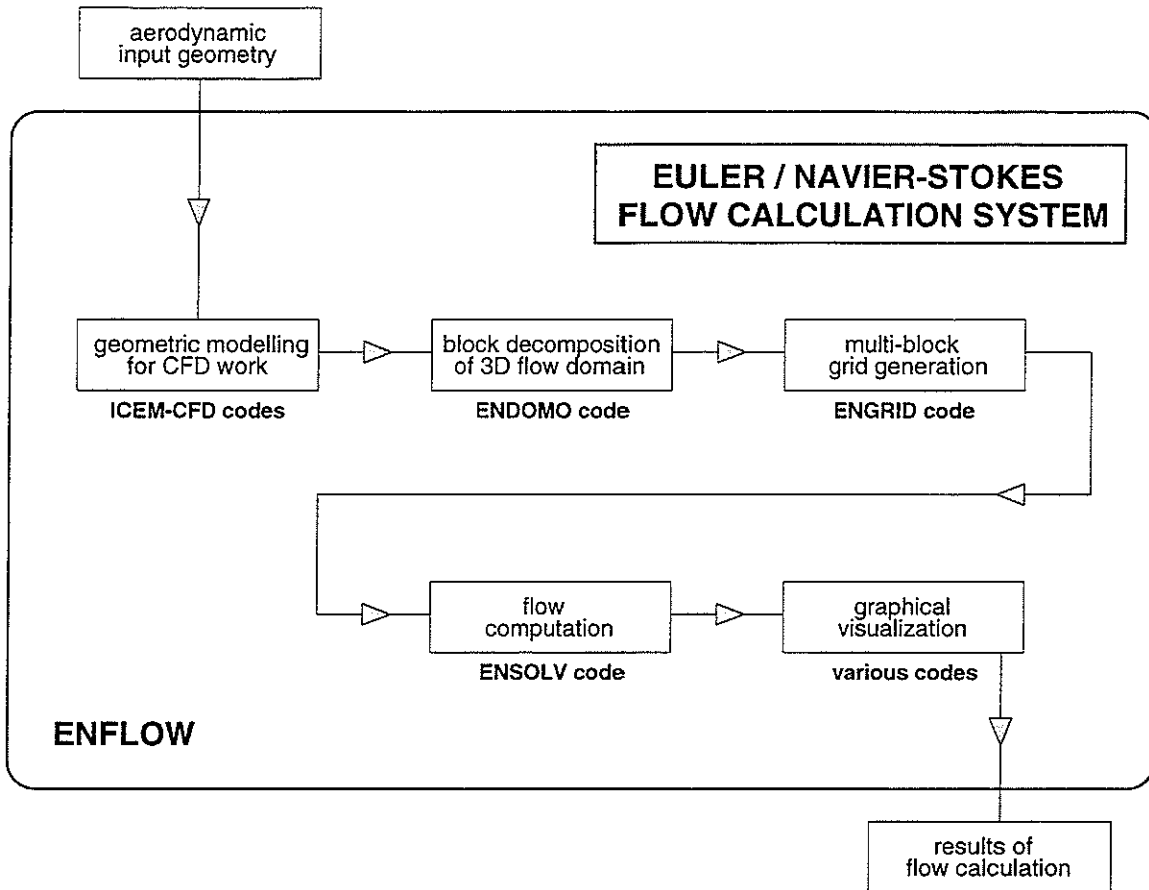 aerodynamic
input geometry
EULER / NAVIER-STOKES
FLOW CALCULATION SYSTEM
geometric modelling
for CFD work
ICEM-CFD codes
block decomposition
of 3D flow domain
ENDOMO code
multi-block
grid generation
ENGRID code
flow
computation
ENSOLV code
graphical
visualization
various codes
ENFLOW
results of
flow calculation